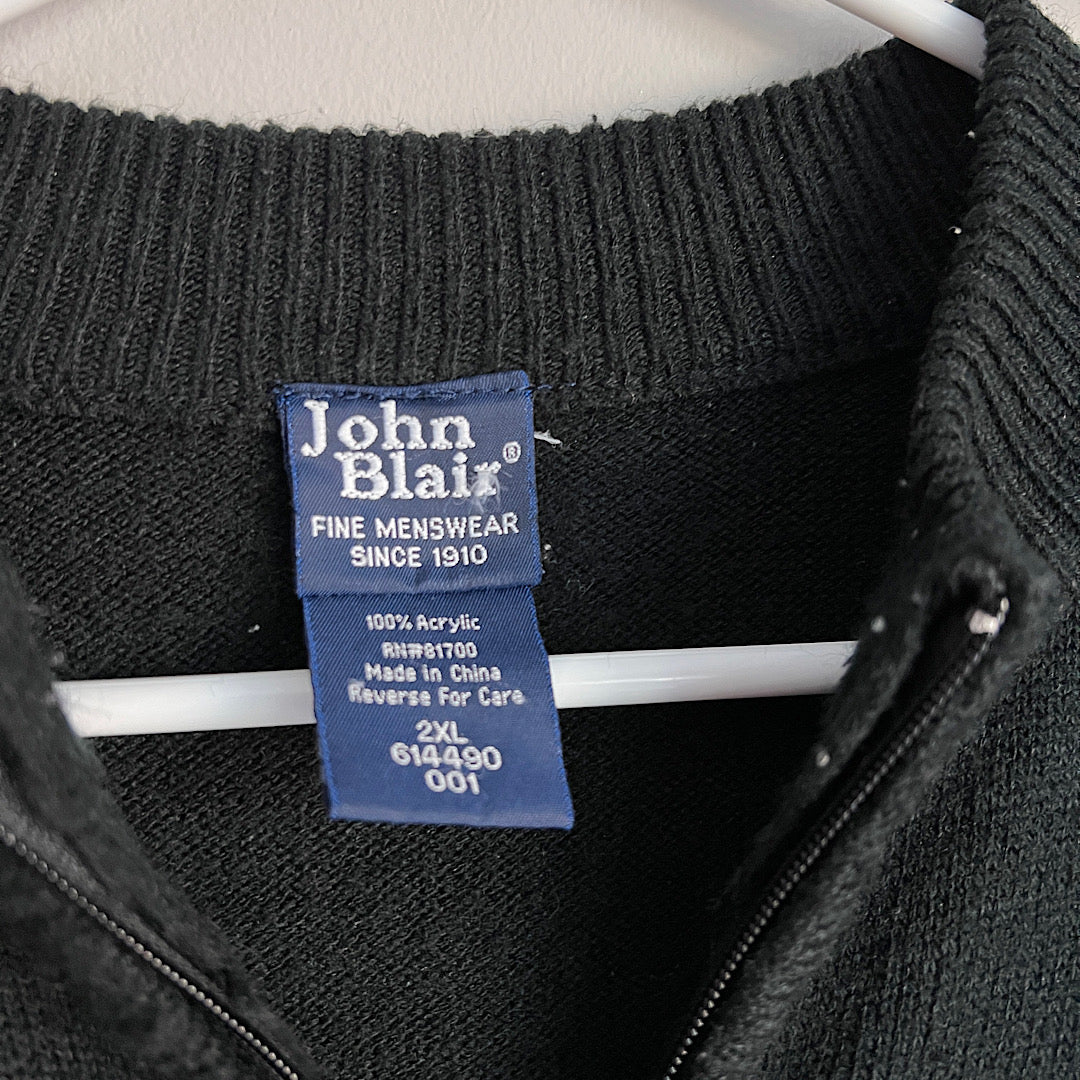 John
Blair®
FINE MENSWEAR
SINCE 1910
100% Acrylic
RN#81700
Made in China
Reverse For Care
2XL
614490
001